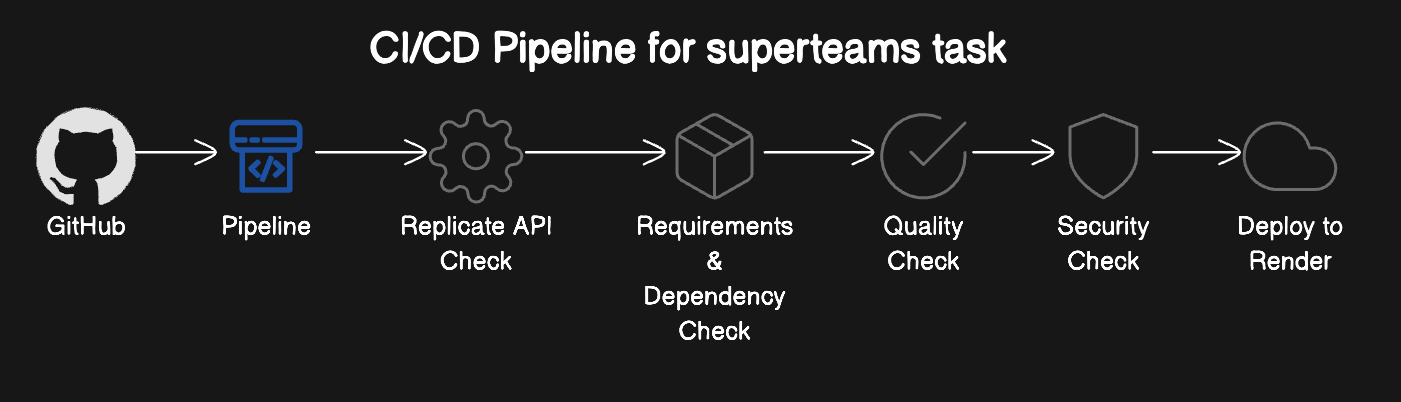 CI/CD Pipeline for superteams task
GitHub
Pipeline
Replicate API
Check
Requirements
&
Dependency
Check
Quality
Check
Security
Check
Deploy to
Render